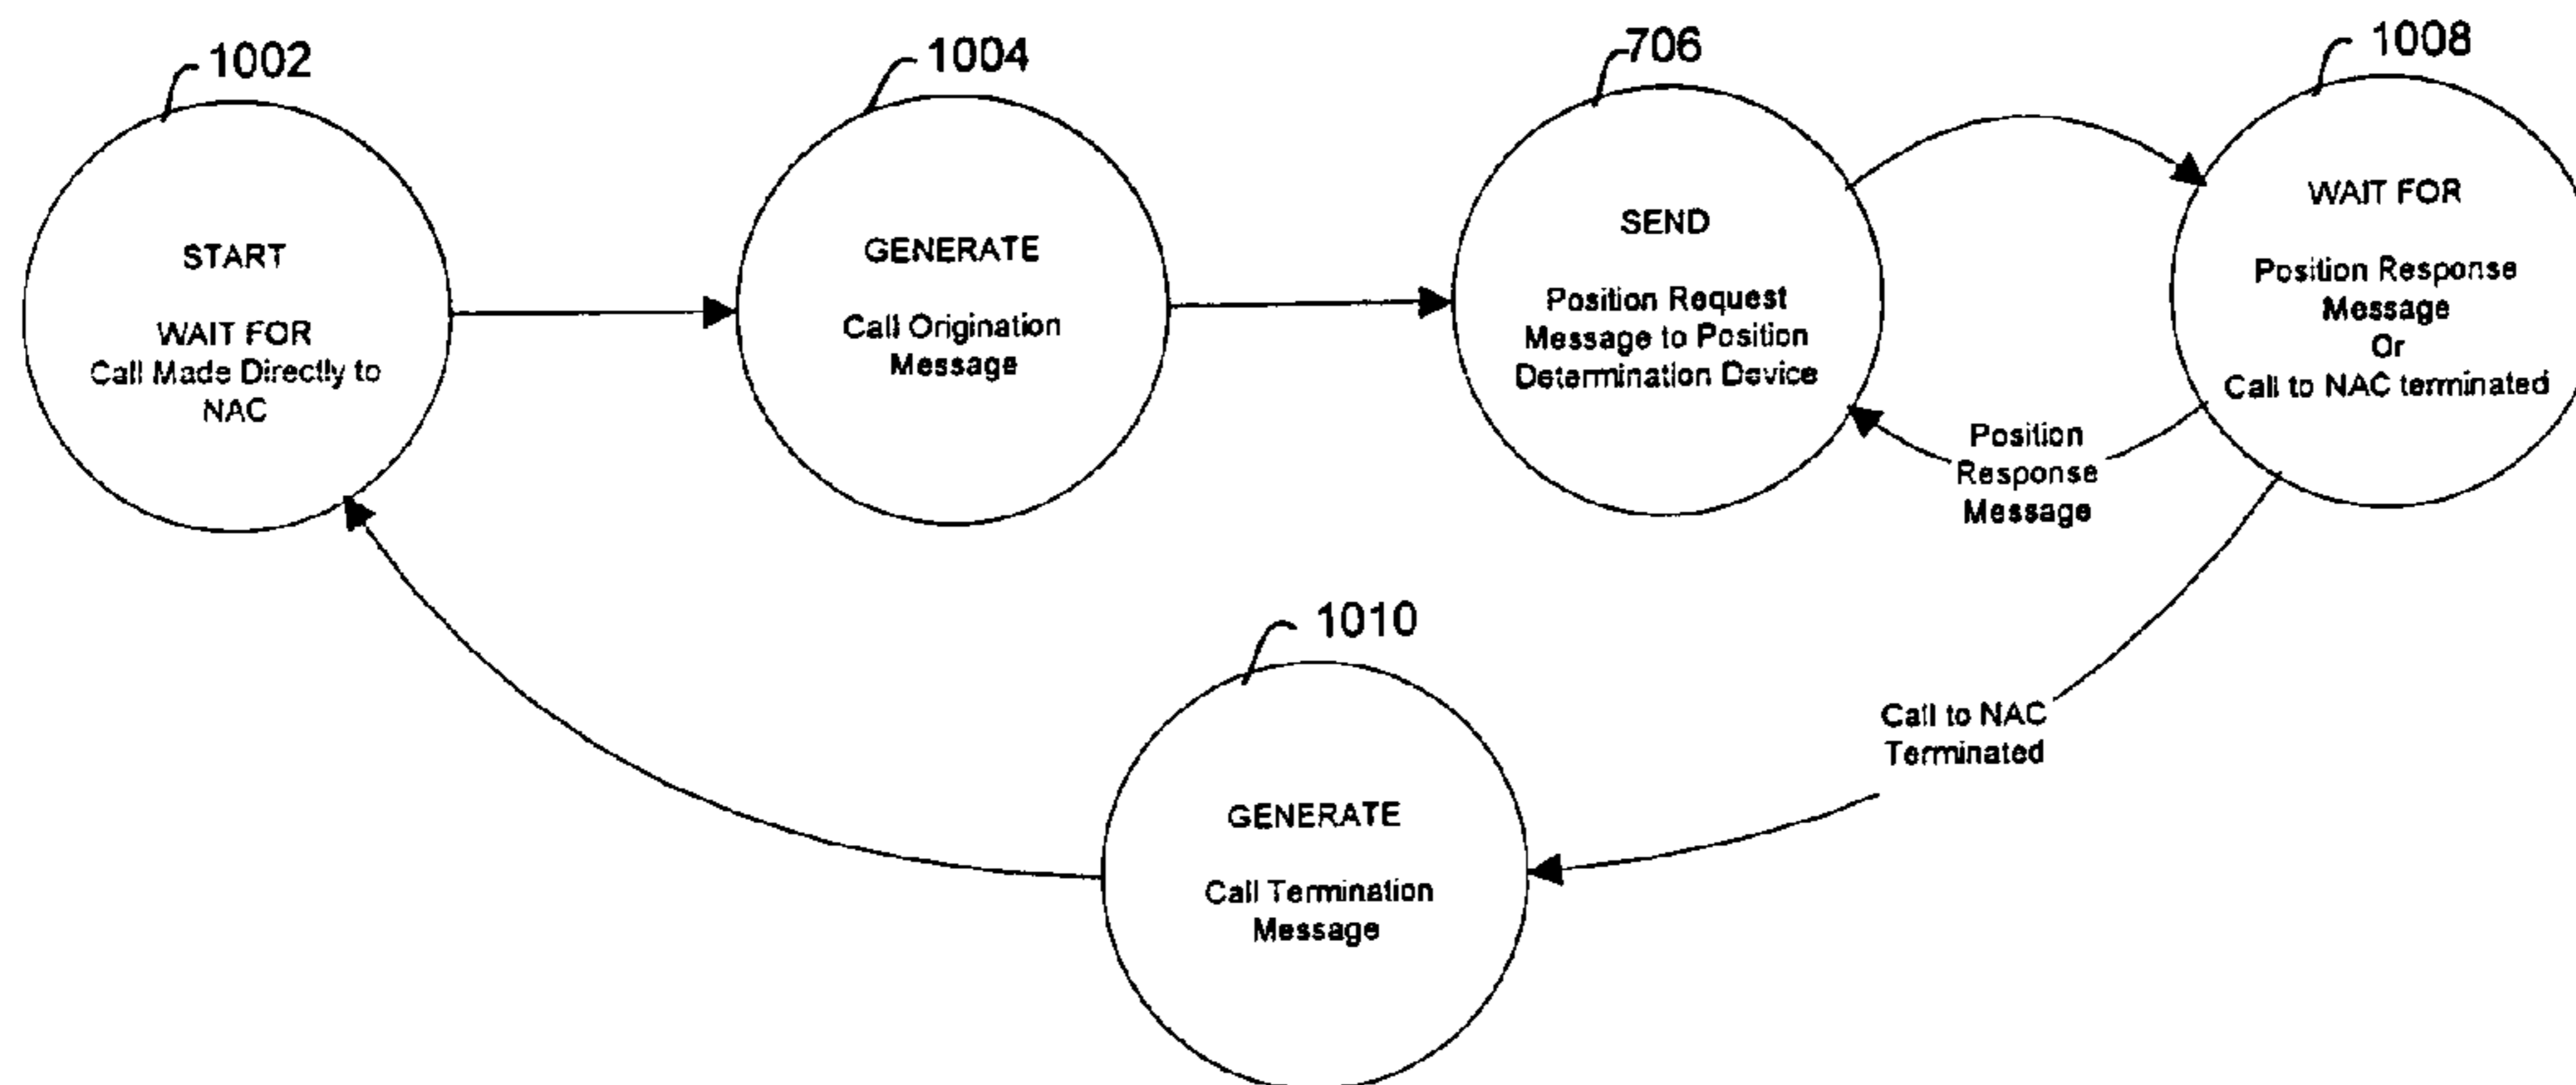 1002
START
WAIT FOR
Call Made Directly to
NAC
1004
GENERATE
Call Origination
Message
706
SEND
Position Request
Message to Position
Determination Device
1008
WAIT FOR
Position Response
Message
Or
Call to NAC terminated
Position
Response
Message
Call to NAC
Terminated
1010
GENERATE
Call Termination
Message